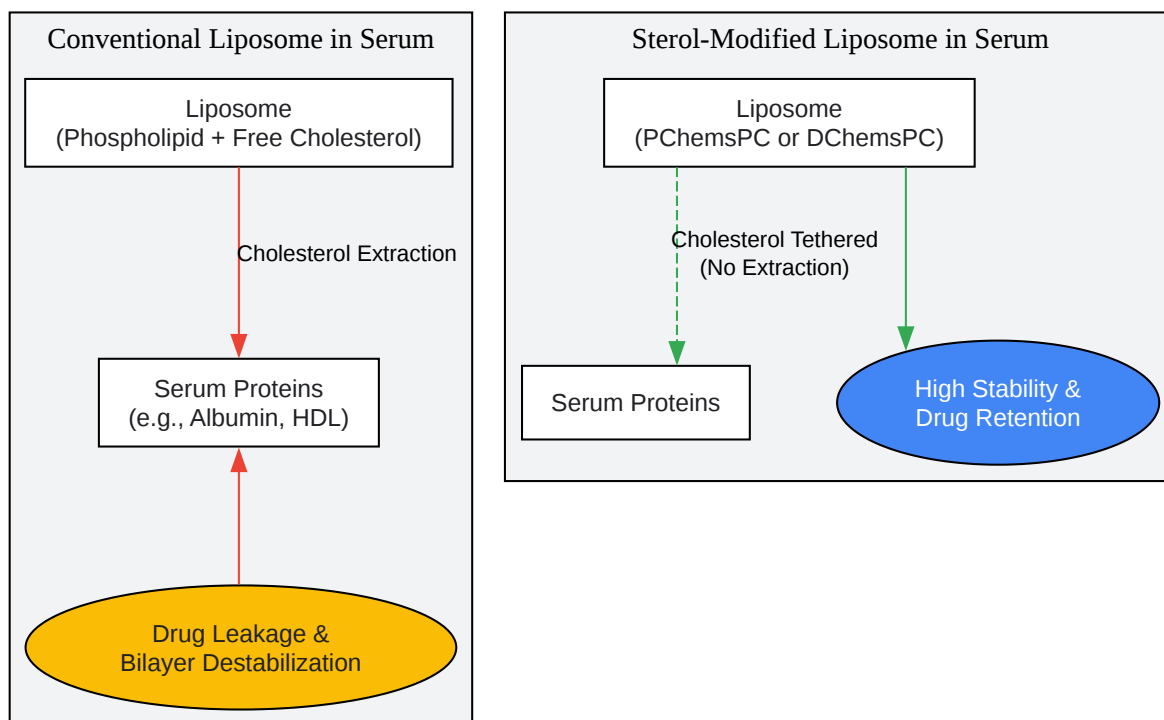 Conventional Liposome in Serum
Liposome
(Phospholipid + Free Cholesterol)
Cholesterol Extraction
Serum Proteins
(e.g., Albumin, HDL)
Drug Leakage &
Bilayer Destabilization
Sterol-Modified Liposome in Serum
Liposome
(PChemsPC or DChemsPC)
Cholesterol Tethered
(No Extraction)
Serum Proteins
High Stability &
Drug Retention